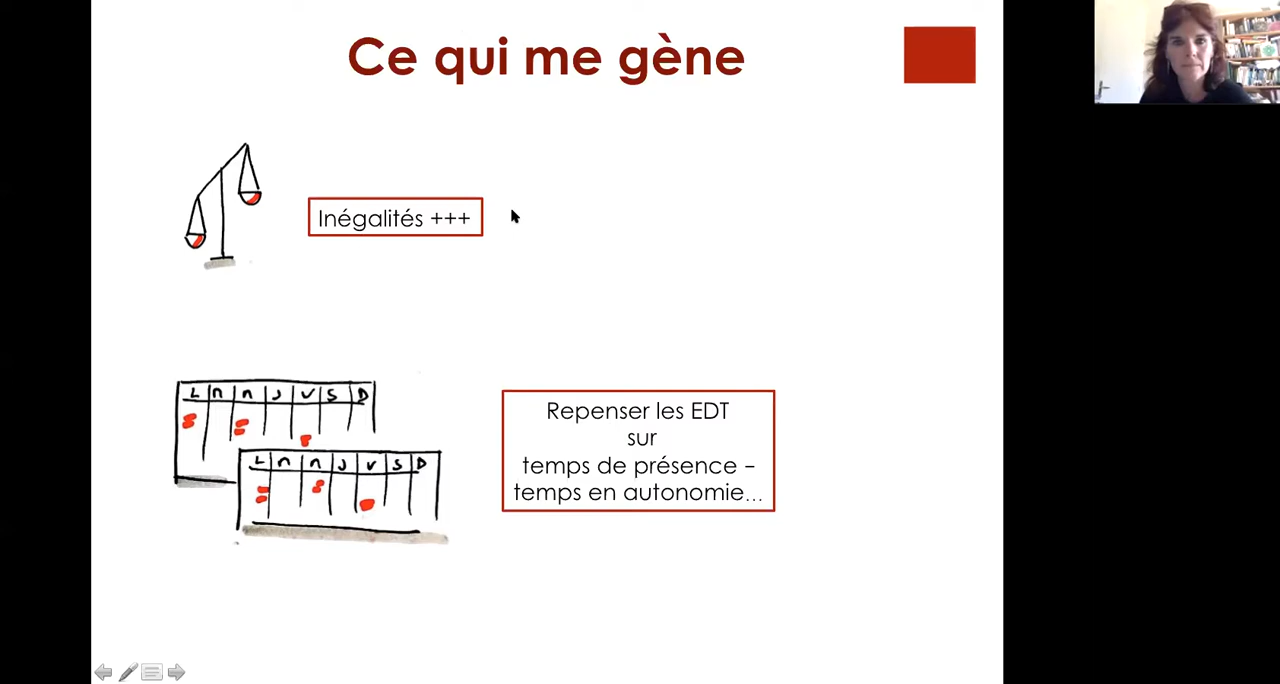 Ce qui me gène
Inégalités +++
L M M J V S D
L M M J V S D
Repenser les EDT
sur
temps de présence –
temps en autonomie...